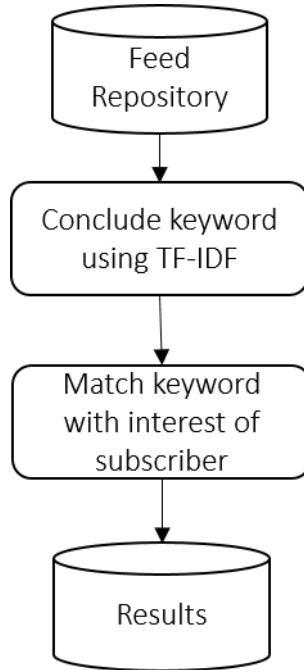 Feed
Repository
Conclude keyword
using TF-IDF
Match keyword
with interest of
subscriber
Results